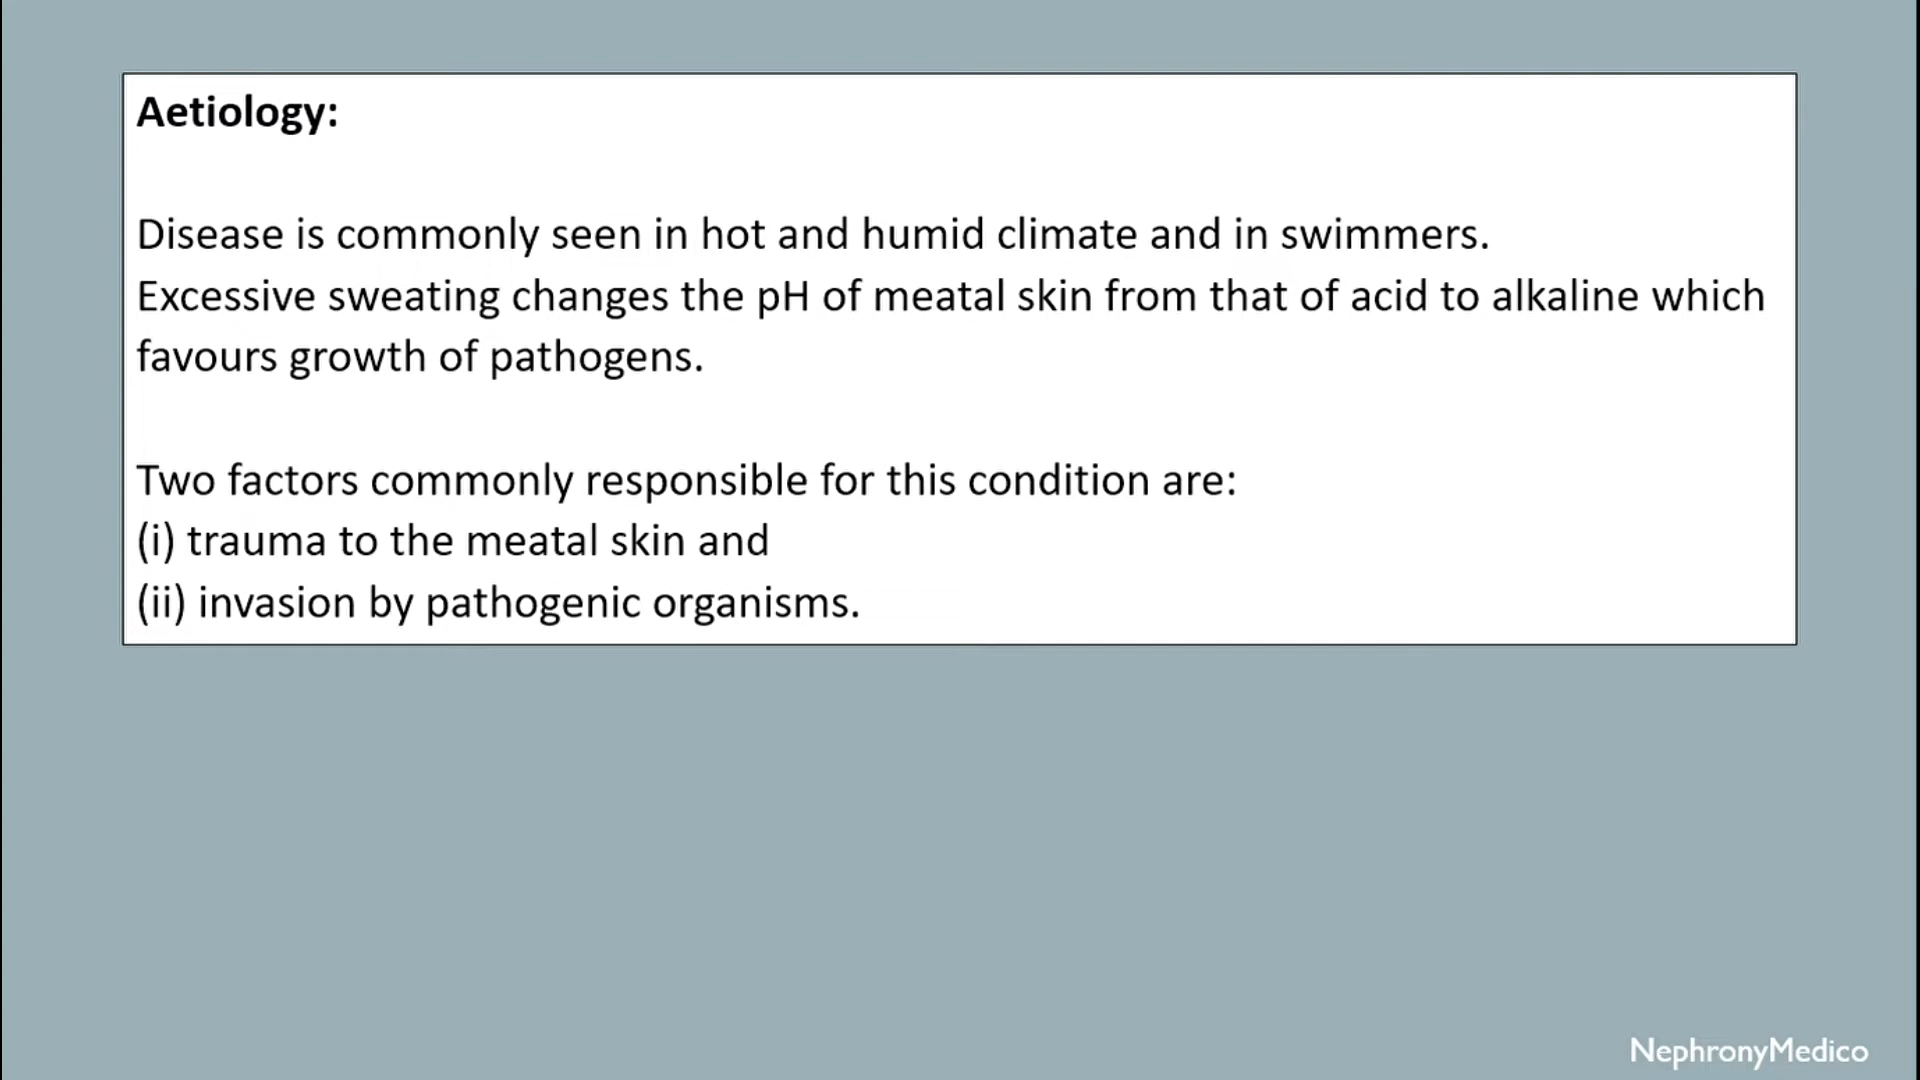 Aetiology:
Disease is commonly seen in hot and humid climate and in swimmers.
Excessive sweating changes the pH of meatal skin from that of acid to alkaline which
favours growth of pathogens.
Two factors commonly responsible for this condition are:
(i) trauma to the meatal skin and
(ii) invasion by pathogenic organisms.
NephronyMedico